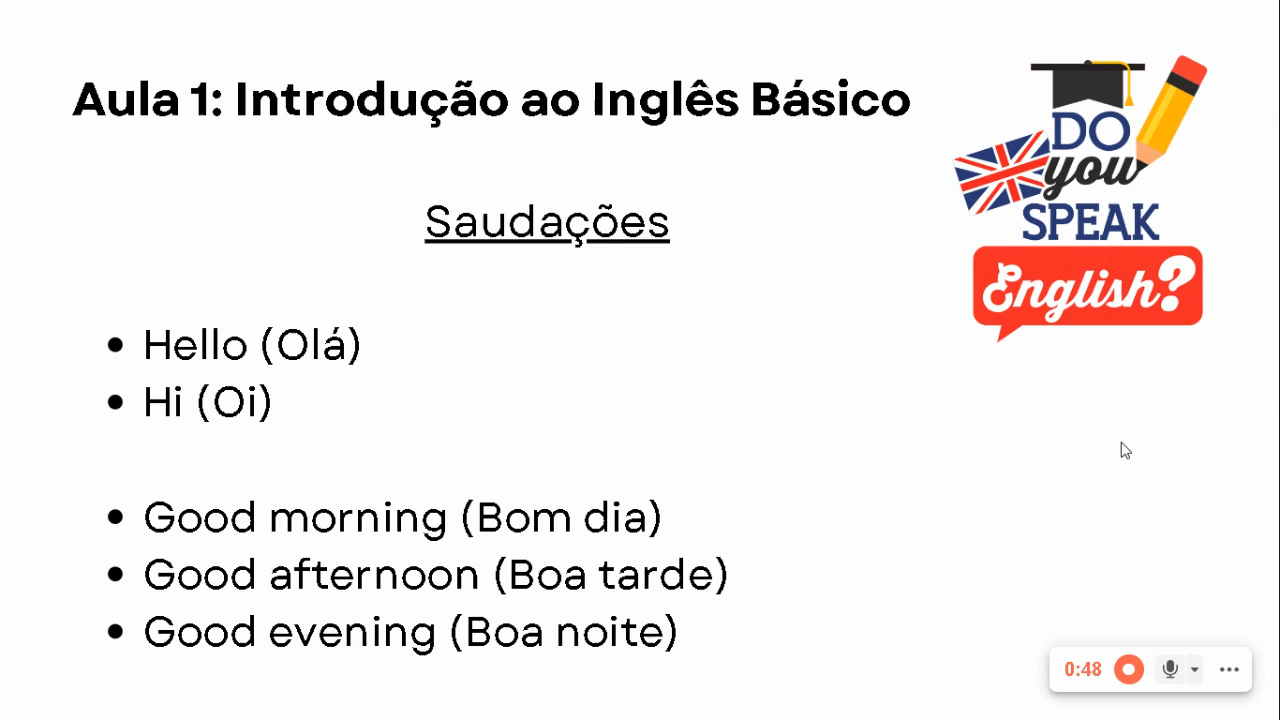 Aula 1: Introdução ao Inglês Básico
Saudações
DO
you
SPEAK
English?
Hello (Olá)
Hi (Oi)
Good morning (Bom dia)
Good afternoon (Boa tarde)
Good evening (Boa noite)
0:48